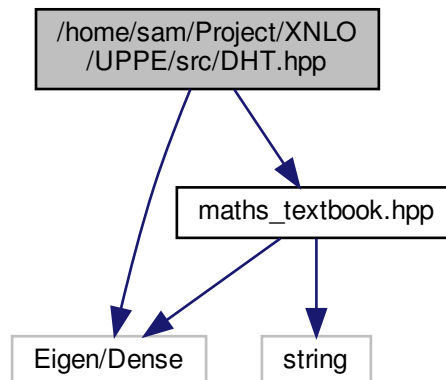 /home/sam/Project/XNLO
/UPPE/src/DHT.hpp
maths_textbook.hpp
Eigen/Dense
string